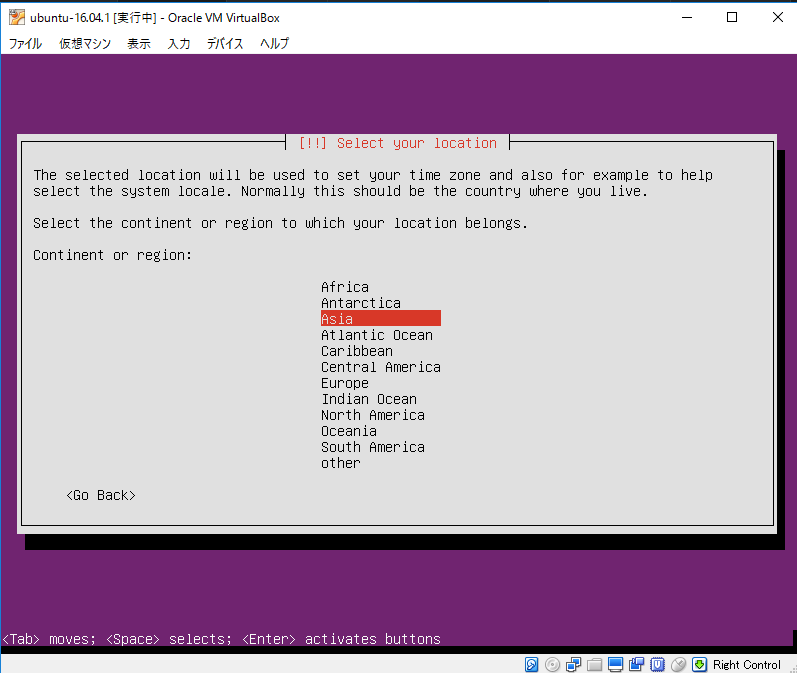 ubuntu-16.04.1 [実行中] - Oracle VM VirtualBox
ファイル 仮想マシン 表示 入力 デバイス ヘルプ
[!!] Select your location
The selected location will be used to set your time zone and also for example to help
select the system locale. Normally this should be the country where you live.
Select the continent or region to which your location belongs.
Continent or region:
Africa
Antarctica
Asia
Atlantic Ocean
Caribbean
Central America
Europe
Indian Ocean
North America
Oceania
South America
other
<Go Back>
<Tab> moves; <Space> selects; <Enter> activates buttons
Right Control